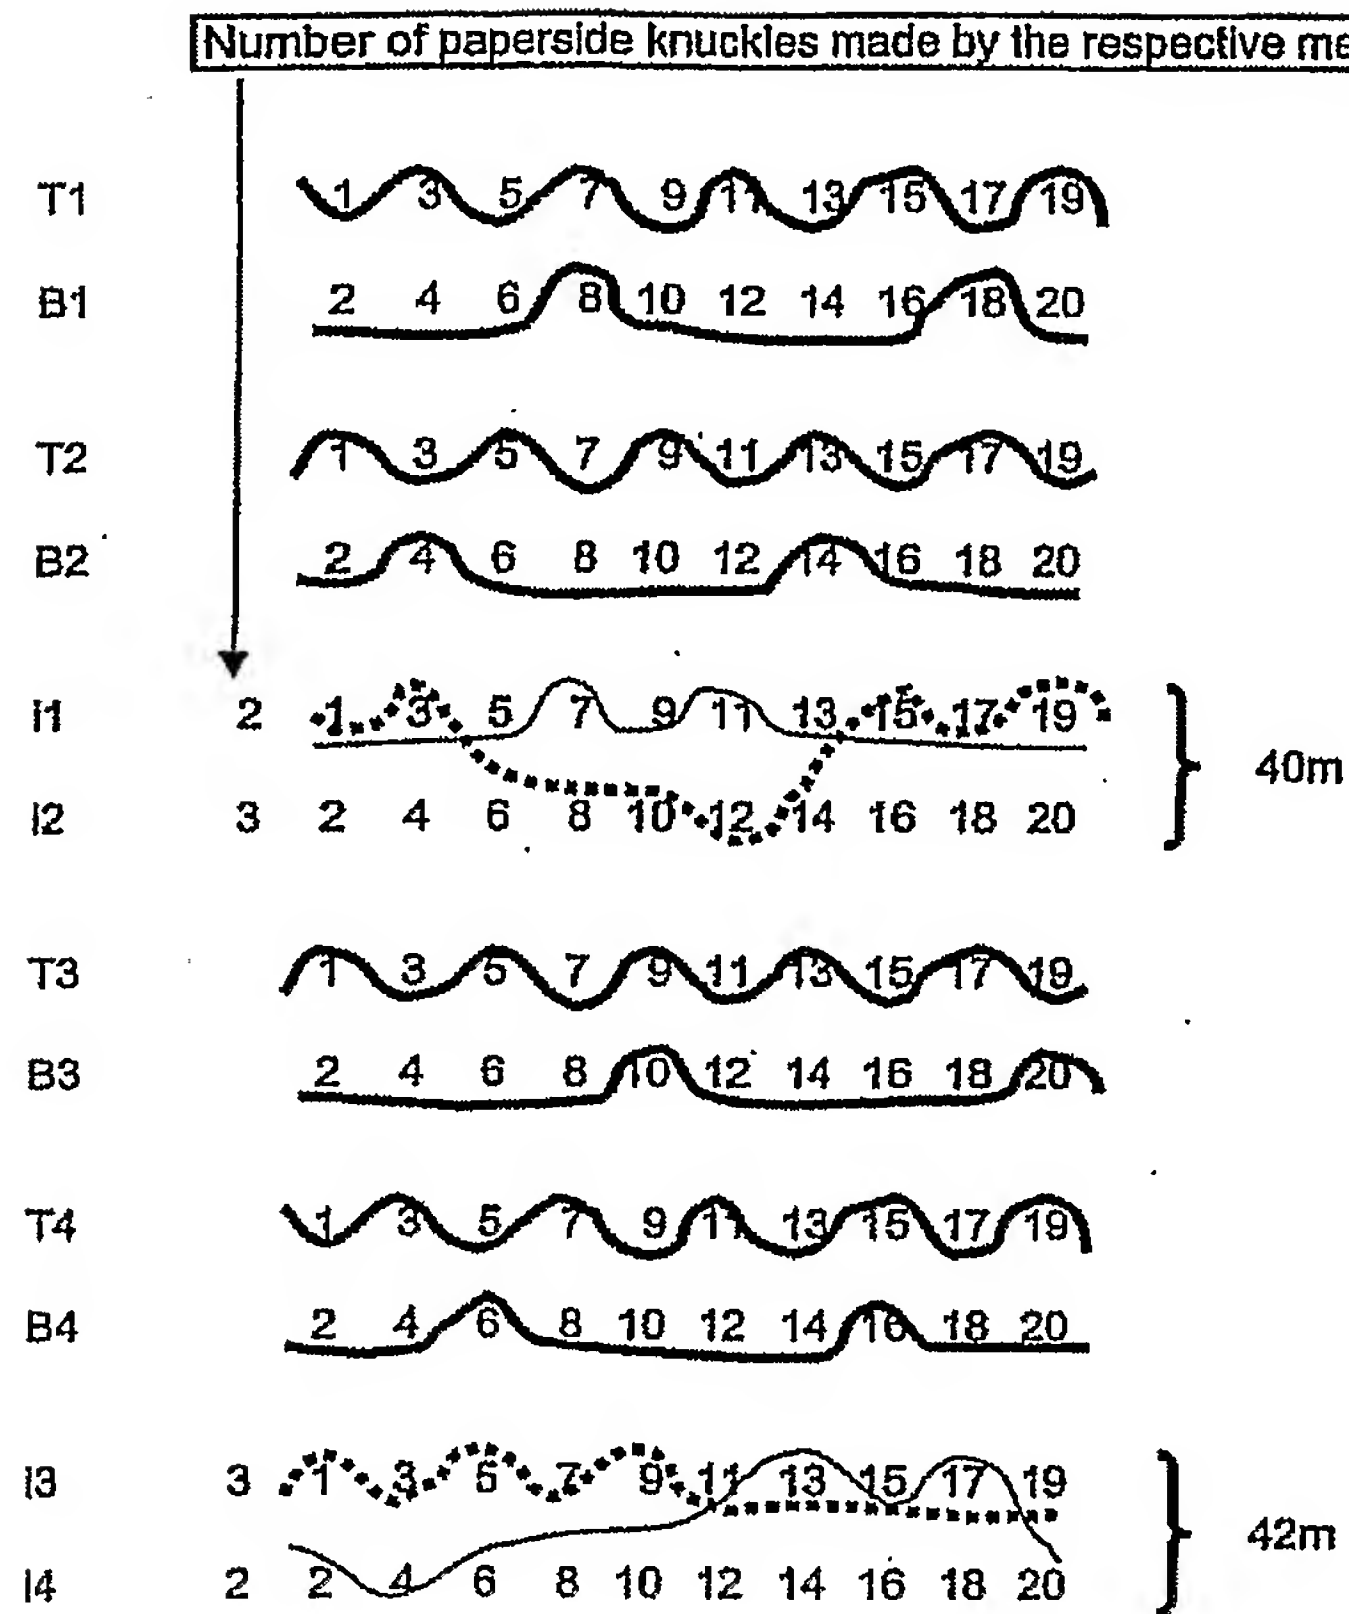 Number of paperside knuckles made by the respective me
T1 1 3 5 7 9 11 13 15 17 19
B1 2 4 6 8 10 12 14 16 18 20
T2 1 3 5 7 9 11 13 15 17 19
B2 2 4 6 8 10 12 14 16 18 20
I1 2 1 3 5 7 9 11 13 15 17 19
40m
I2 3 2 4 6 8 10 12 14 16 18 20
T3 1 3 5 7 9 11 13 15 17 19
B3 2 4 6 8 10 12 14 16 18 20
T4 1 3 5 7 9 11 13 15 17 19
B4 2 4 6 8 10 12 14 16 18 20
I3 3 1 3 5 7 9 11 13 15 17 19
42m
I4 2 2 4 6 8 10 12 14 16 18 20